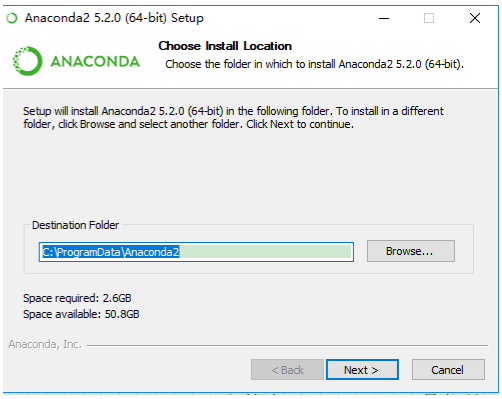 Anaconda2 5.2.0 (64-bit) Setup
ANACONDA
Choose Install Location
Choose the folder in which to install Anaconda2 5.2.0 (64-bit).
Setup will install Anaconda2 5.2.0 (64-bit) in the following folder. To install in a different
folder, click Browse and select another folder. Click Next to continue.
Destination Folder
C:\ProgramData\Anaconda2
Browse...
Space required: 2.6GB
Space available: 50.8GB
Anaconda, Inc.
< Back
Next >
Cancel